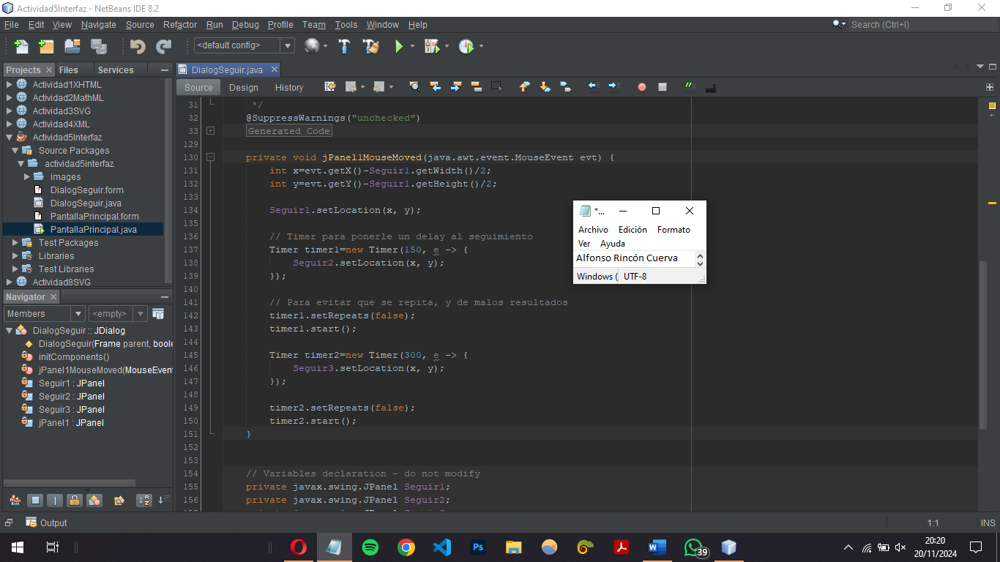 Actividad5Interfaz - NetBeans IDE 8.2
File Edit View Navigate Source Refactor Run Debug Profile Team Tools Window Help
Search (Ctrl+I)
<default config>
Projects Files Services
Actividad1XHTML
Actividad2MathML
Actividad3SVG
Actividad4XML
Actividad5Interfaz
Source Packages
actividad5interfaz
images
DialogSeguir.form
DialogSeguir.java
PantallaPrincipal.form
PantallaPrincipal.java
Test Packages
Libraries
Test Libraries
Actividad8SVG
Navigator
Members <empty>
DialogSeguir :: JDialog
DialogSeguir(Frame parent, boole
initComponents()
jPanel1MouseMoved(MouseEven
Seguir1 : JPanel
Seguir2 : JPanel
Seguir3 : JPanel
jPanel1 : JPanel
DialogSeguir.java
Source Design History
31 */
32 @SuppressWarnings("unchecked")
33 Generated Code
129
130 private void jPanel1MouseMoved(java.awt.event.MouseEvent evt) {
131 int x=evt.getX()-Seguir1.getWidth()/2;
132 int y=evt.getY()-Seguir1.getHeight()/2;
133
134 Seguir1.setLocation(x, y);
135
136 // Timer para ponerle un delay al seguimiento
137 Timer timer1=new Timer(150, e -> {
138 Seguir2.setLocation(x, y);
139 });
140
141 // Para evitar que se repita, y de malos resultados
142 timer1.setRepeats(false);
143 timer1.start();
144
145 Timer timer2=new Timer(300, e -> {
146 Seguir3.setLocation(x, y);
147 });
148
149 timer2.setRepeats(false);
150 timer2.start();
151 }
152
153
154 // Variables declaration - do not modify
155 private javax.swing.JPanel Seguir1;
156 private javax.swing.JPanel Seguir2;
*...
Archivo Edición Formato
Ver Ayuda
Alfonso Rincón Cuerva
Windows ( UTF-8
Output
1:1 INS
Ps
39
20:20
20/11/2024